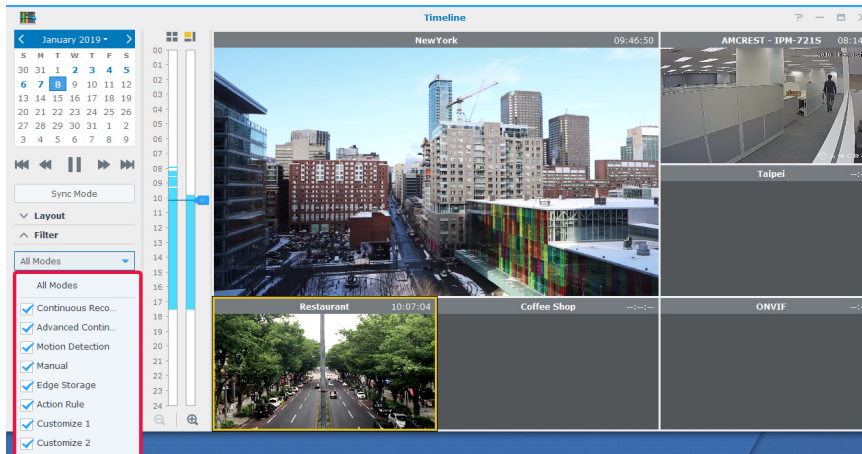 Timeline
January 2019
S M T W T F S
30 31 1 2 3 4 5
6 7 8 9 10 11 12
13 14 15 16 17 18 19
20 21 22 23 24 25 26
27 28 29 30 31 1 2
3 4 5 6 7 8 9
Sync Mode
Layout
Filter
All Modes
All Modes
Continuous Reco...
Advanced Contin...
Motion Detection
Manual
Edge Storage
Action Rule
Customize 1
Customize 2
00
01
02
03
04
05
06
07
08
09
10
11
12
13
14
15
16
17
18
19
20
21
22
23
24
NewYork 09:46:50
AMCREST - IPM-721S 08:14
AMCREST
Taipei --:
Restaurant 10:07:04
Coffee Shop --:--:--
ONVIF --: